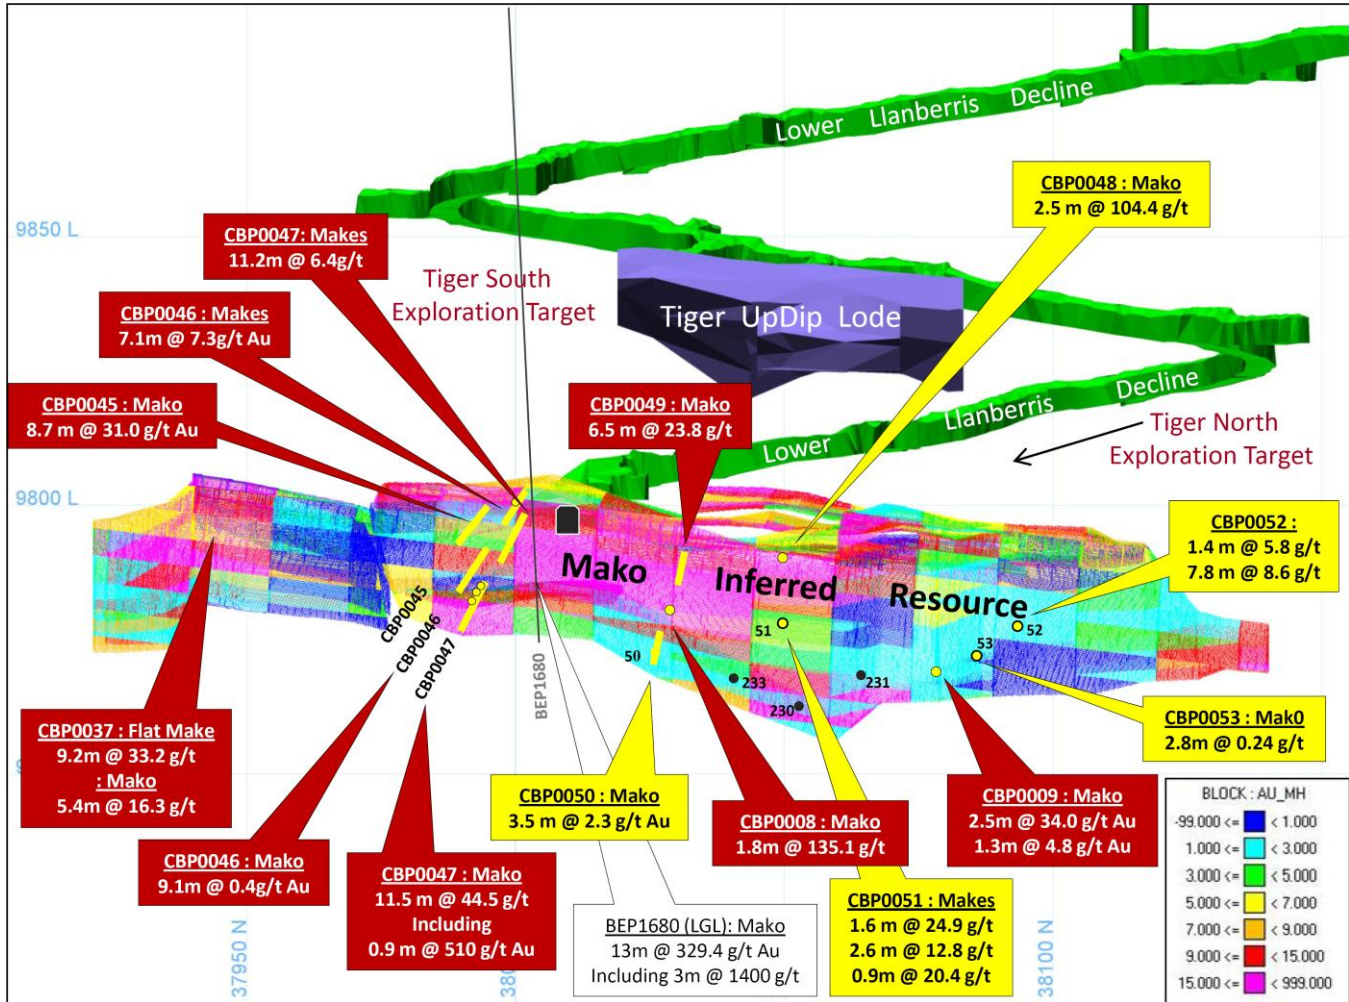 Lower Llanberris Decline
CBP0048 : Mako
2.5 m @ 104.4 g/t
9850 L
CBP0047: Makes
11.2m @ 6.4g/t
Tiger South
Exploration Target
Tiger UpDip Lode
CBP0046 : Makes
7.1m @ 7.3g/t Au
CBP0045 : Mako
8.7 m @ 31.0 g/t Au
CBP0049 : Mako
6.5 m @ 23.8 g/t
Lower Llanberris Decline
Tiger North
Exploration Target
9800 L
CBP0052 :
1.4 m @ 5.8 g/t
7.8 m @ 8.6 g/t
Mako Inferred Resource
CBP0045
CBP0046
CBP0047
BEP1680
50
51
52
53
233
231
230
CBP0037 : Flat Make
9.2m @ 33.2 g/t
: Mako
5.4m @ 16.3 g/t
CBP0053 : Mak0
2.8m @ 0.24 g/t
CBP0050 : Mako
3.5 m @ 2.3 g/t Au
CBP0008 : Mako
1.8m @ 135.1 g/t
CBP0009 : Mako
2.5m @ 34.0 g/t Au
1.3m @ 4.8 g/t Au
CBP0046 : Mako
9.1m @ 0.4g/t Au
CBP0047 : Mako
11.5 m @ 44.5 g/t
Including
0.9 m @ 510 g/t Au
BEP1680 (LGL): Mako
13m @ 329.4 g/t Au
Including 3m @ 1400 g/t
CBP0051 : Makes
1.6 m @ 24.9 g/t
2.6 m @ 12.8 g/t
0.9m @ 20.4 g/t
37950 N
38100 N
BLOCK : AU_MH
-99.000 <= < 1.000
1.000 <= < 3.000
3.000 <= < 5.000
5.000 <= < 7.000
7.000 <= < 9.000
9.000 <= < 15.000
15.000 <= < 999.000